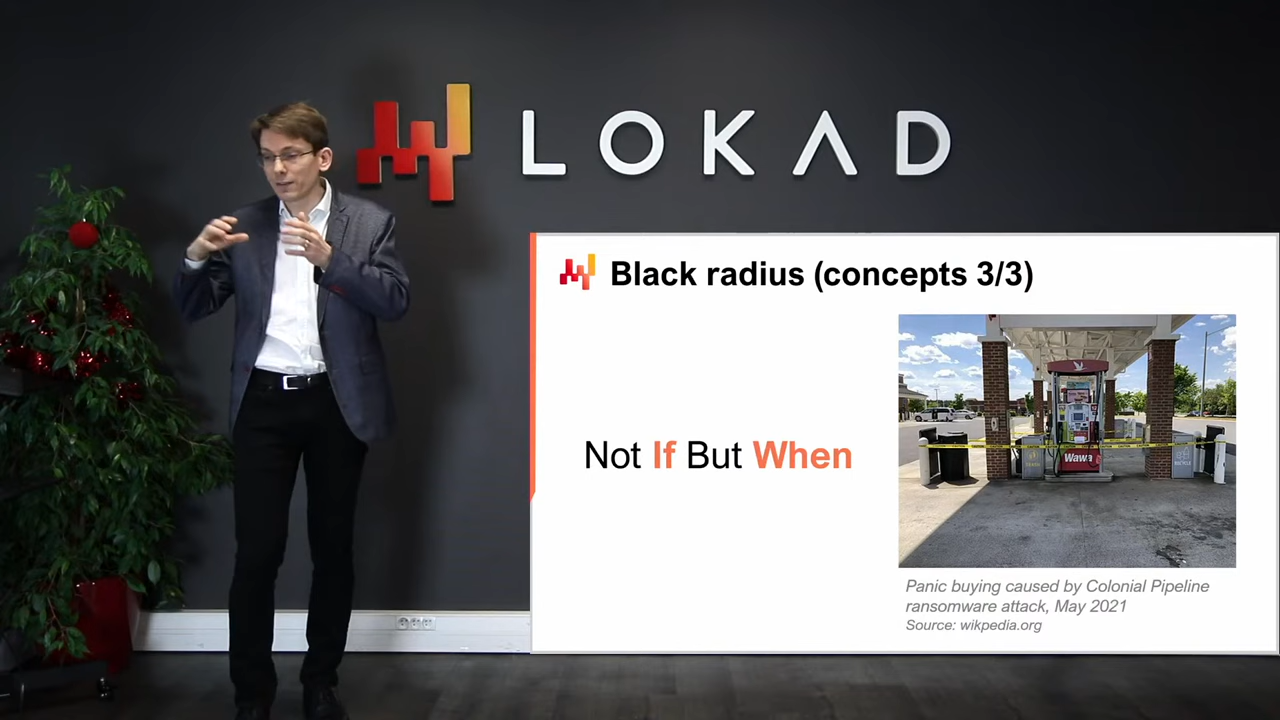 LOKAD
Black radius (concepts 3/3)
Not If But When
Wawa
Panic buying caused by Colonial Pipeline
ransomware attack, May 2021
Source: wikpedia.org